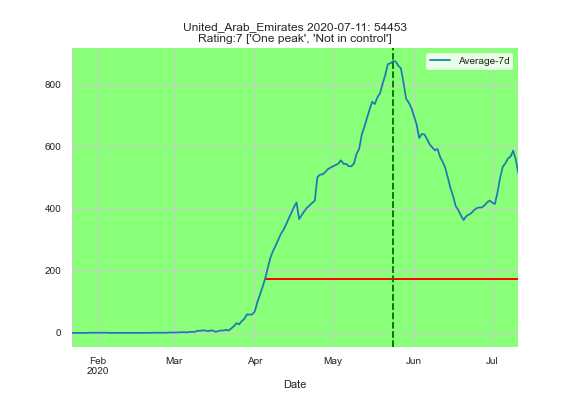 United_Arab_Emirates 2020-07-11: 54453
Rating:7 ['One peak', 'Not in control']
Average-7d
800
600
400
200
0
Feb
2020
Mar
Apr
May
Jun
Jul
Date